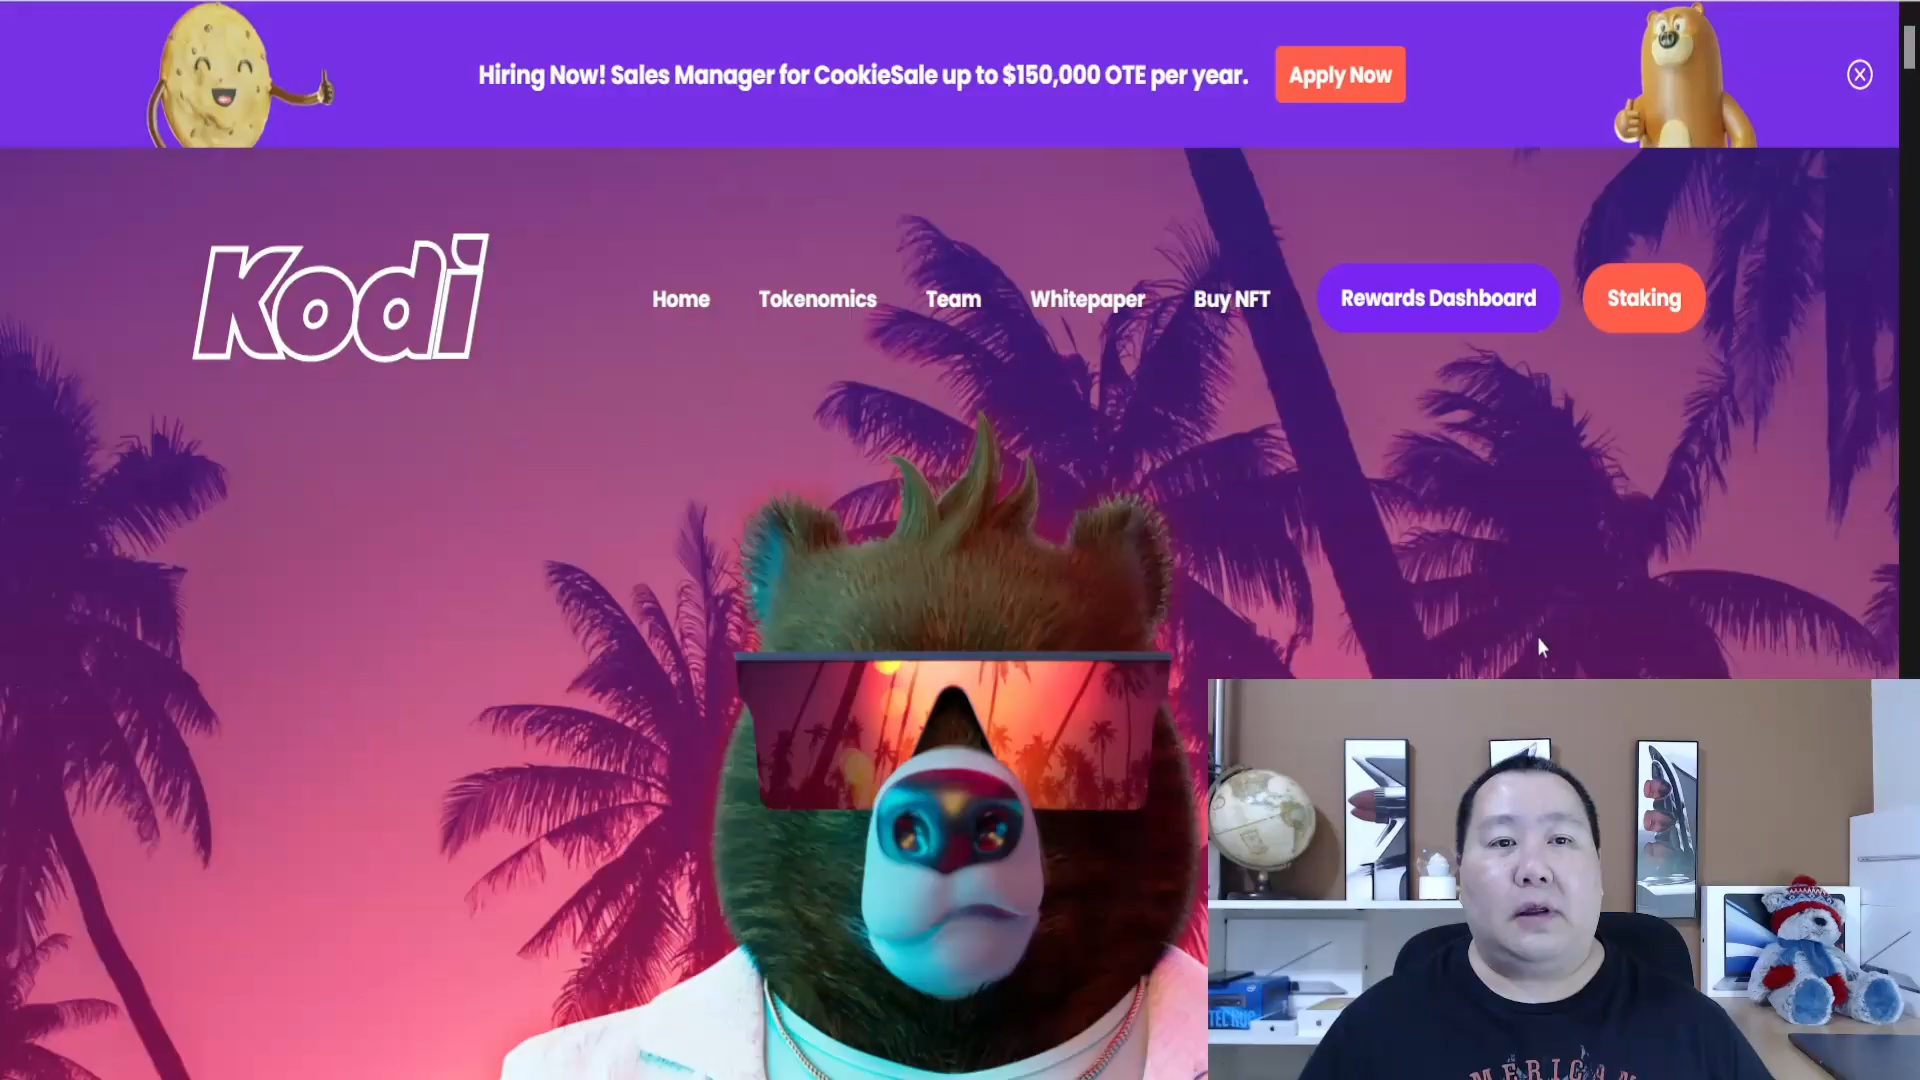 Hiring Now! Sales Manager for CookieSale up to $150,000 OTE per year.
Apply Now
Kodi
Home
Tokenomics
Team
Whitepaper
Buy NFT
Rewards Dashboard
Staking